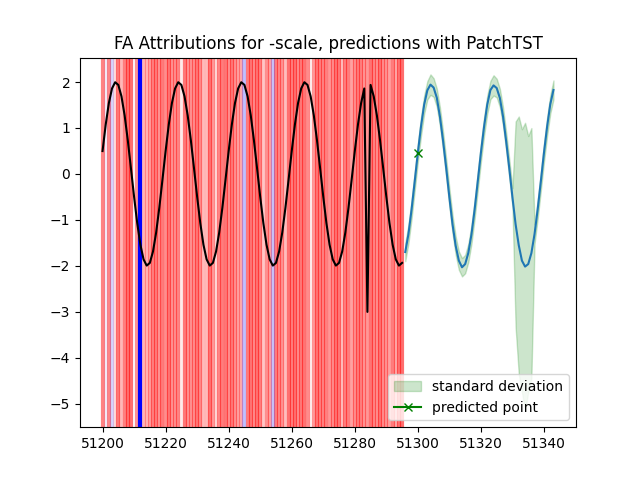 FA Attributions for -scale, predictions with PatchTST
2
1
0
−1
−2
−3
−4
−5
standard deviation
predicted point
51200 51220 51240 51260 51280 51300 51320 51340